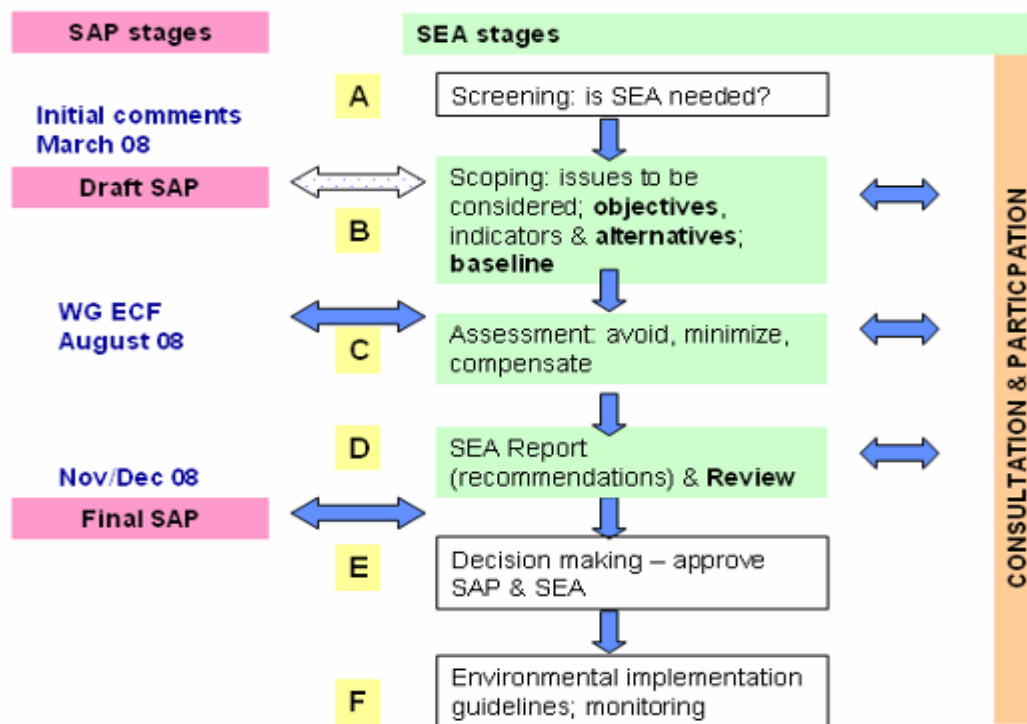 SAP stages
SEA stages
A
Screening: is SEA needed?
Initial comments
March 08
Draft SAP
B
Scoping: issues to be
considered; objectives,
indicators & alternatives;
baseline
WG ECF
August 08
C
Assessment: avoid, minimize,
compensate
D
SEA Report
(recommendations) & Review
Nov/Dec 08
Final SAP
E
Decision making – approve
SAP & SEA
F
Environmental implementation
guidelines; monitoring
CONSULTATION & PARTICPATION